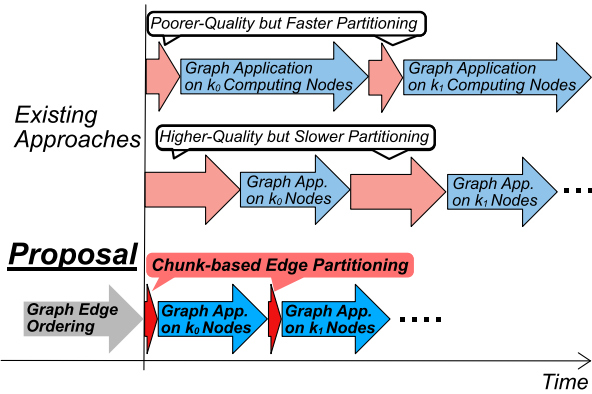 Poorer-Quality but Faster Partitioning
Graph Application
on k0 Computing Nodes
Graph Application
on k1 Computing Nodes
Existing
Approaches
Higher-Quality but Slower Partitioning
Graph App.
on k0 Nodes
Graph App.
on k1 Nodes
Proposal
Chunk-based Edge Partitioning
Graph Edge
Ordering
Graph App.
on k0 Nodes
Graph App.
on k1 Nodes
Time